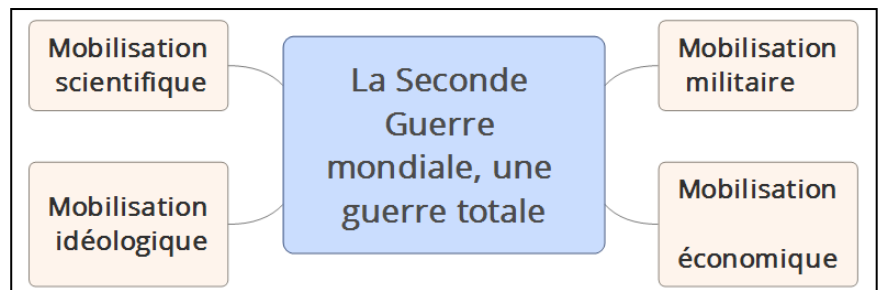 Mobilisation
scientifique
La Seconde
Guerre
mondiale, une
guerre totale
Mobilisation
militaire
Mobilisation
idéologique
Mobilisation
économique